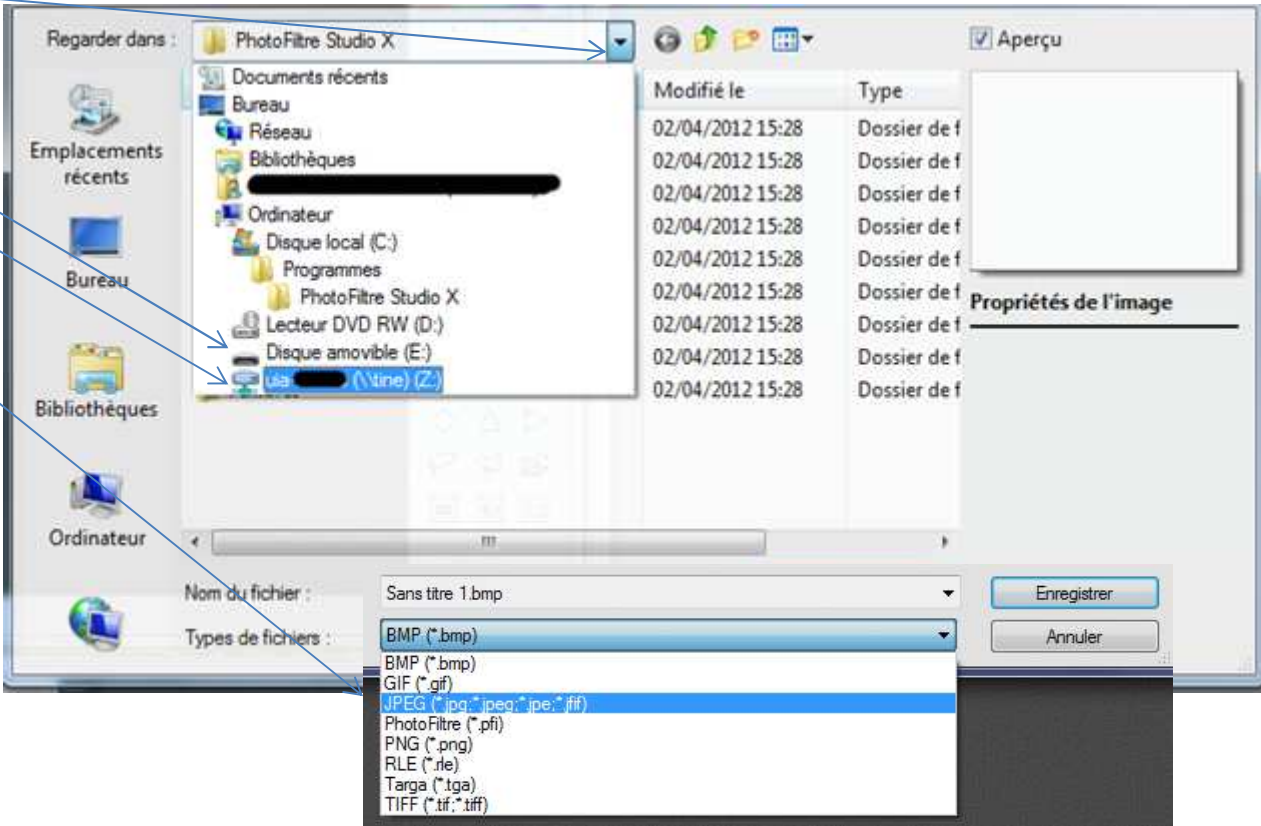 Regarder dans :
PhotoFiltre Studio X
Aperçu
Documents récents
Bureau
Réseau
Bibliothèques
Ordinateur
Disque local (C:)
Programmes
PhotoFiltre Studio X
Lecteur DVD RW (D:)
Disque amovible (E:)
uia (\\tine) (Z:)
Emplacements
récents
Bureau
Bibliothèques
Ordinateur
Modifié le Type
02/04/2012 15:28 Dossier de f
02/04/2012 15:28 Dossier de f
02/04/2012 15:28 Dossier de f
02/04/2012 15:28 Dossier de f
02/04/2012 15:28 Dossier de f
02/04/2012 15:28 Dossier de f
02/04/2012 15:28 Dossier de f
02/04/2012 15:28 Dossier de f
02/04/2012 15:28 Dossier de f
Propriétés de l'image
Nom du fichier : Sans titre 1.bmp Enregistrer
Types de fichiers : BMP (*.bmp) Annuler
BMP (*.bmp)
GIF (*.gif)
JPEG (*.jpg;*.jpeg;*.jpe;*.jfif)
PhotoFiltre (*.pfi)
PNG (*.png)
RLE (*.rle)
Targa (*.tga)
TIFF (*.tif;*.tiff)